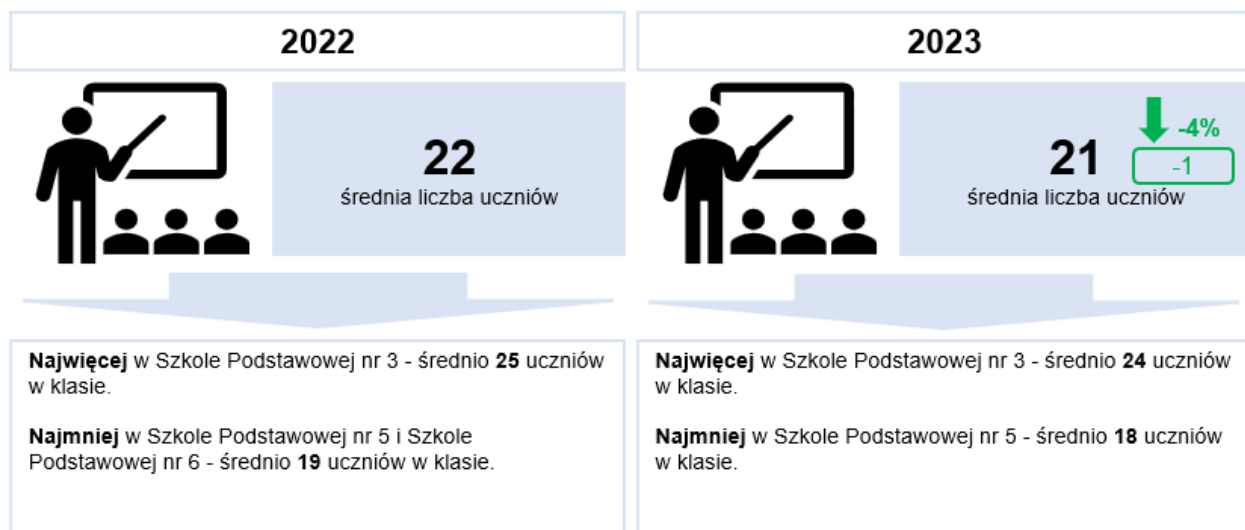 2022
22
średnia liczba uczniów
Najwięcej w Szkole Podstawowej nr 3 - średnio 25 uczniów
w klasie.
Najmniej w Szkole Podstawowej nr 5 i Szkole
Podstawowej nr 6 - średnio 19 uczniów w klasie.
2023
21
-4%
-1
średnia liczba uczniów
Najwięcej w Szkole Podstawowej nr 3 - średnio 24 uczniów
w klasie.
Najmniej w Szkole Podstawowej nr 5 - średnio 18 uczniów
w klasie.